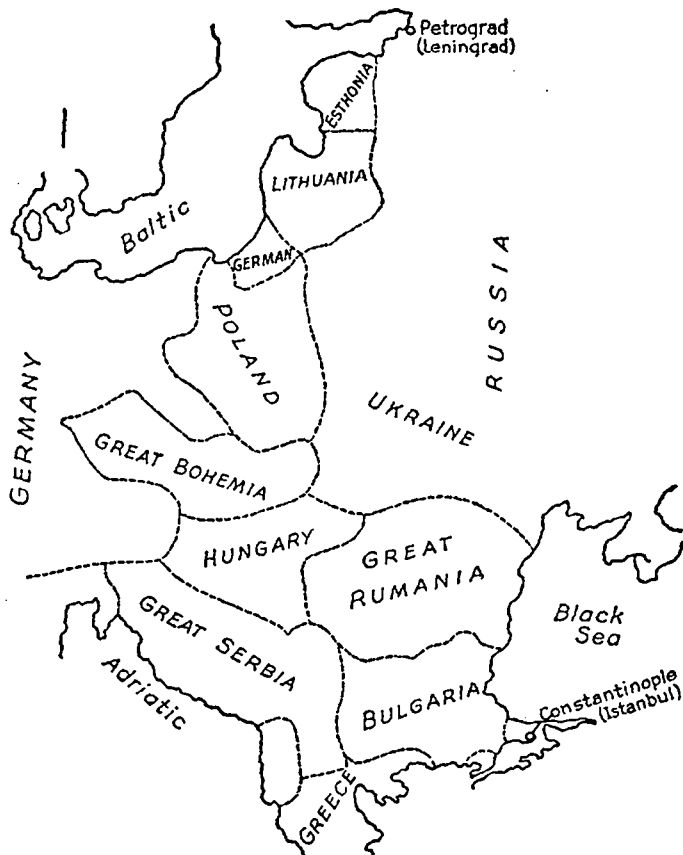 Petrograd
(Leningrad)
ESTHONIA
LITHUANIA
Baltic
GERMAN
RUSSIA
POLAND
GERMANY
UKRAINE
GREAT BOHEMIA
HUNGARY
GREAT
RUMANIA
GREAT SERBIA
Black
Sea
Adriatic
BULGARIA
Constantinople
(Istanbul)
GREECE